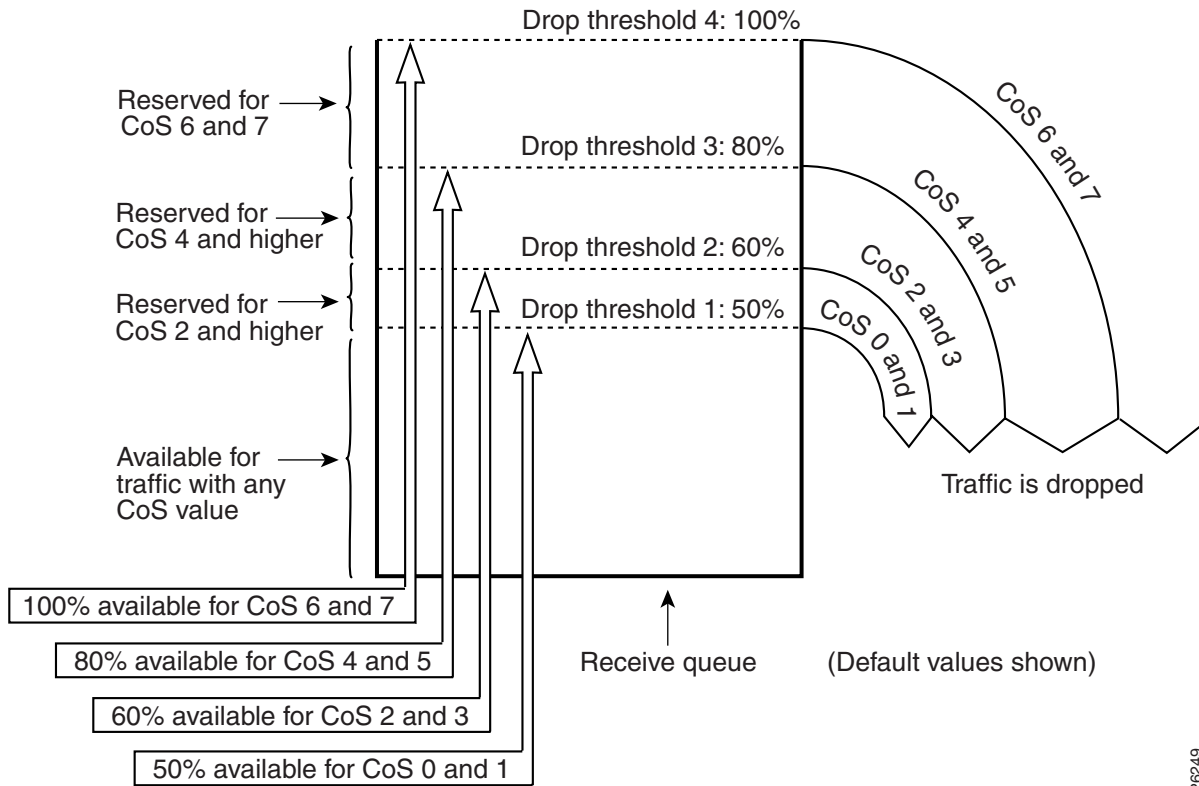 Drop threshold 4: 100%
Reserved for
CoS 6 and 7
CoS 6 and 7
Drop threshold 3: 80%
CoS 4 and 5
Reserved for
CoS 4 and higher
Drop threshold 2: 60%
CoS 2 and 3
Reserved for
CoS 2 and higher
Drop threshold 1: 50%
CoS 0 and 1
Available for
traffic with any
CoS value
Traffic is dropped
100% available for CoS 6 and 7
80% available for CoS 4 and 5
Receive queue
(Default values shown)
60% available for CoS 2 and 3
50% available for CoS 0 and 1